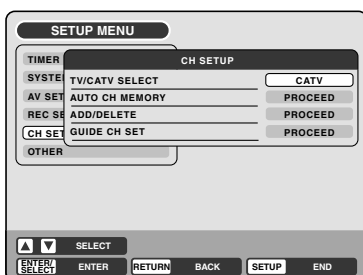 SETUP MENU
TIMER
CH SETUP
SYSTE
TV/CATV SELECT CATV
AV SET
AUTO CH MEMORY PROCEED
REC SE
ADD/DELETE PROCEED
CH SET
GUIDE CH SET PROCEED
OTHER
SELECT
ENTER/SELECT ENTER RETURN BACK SETUP END